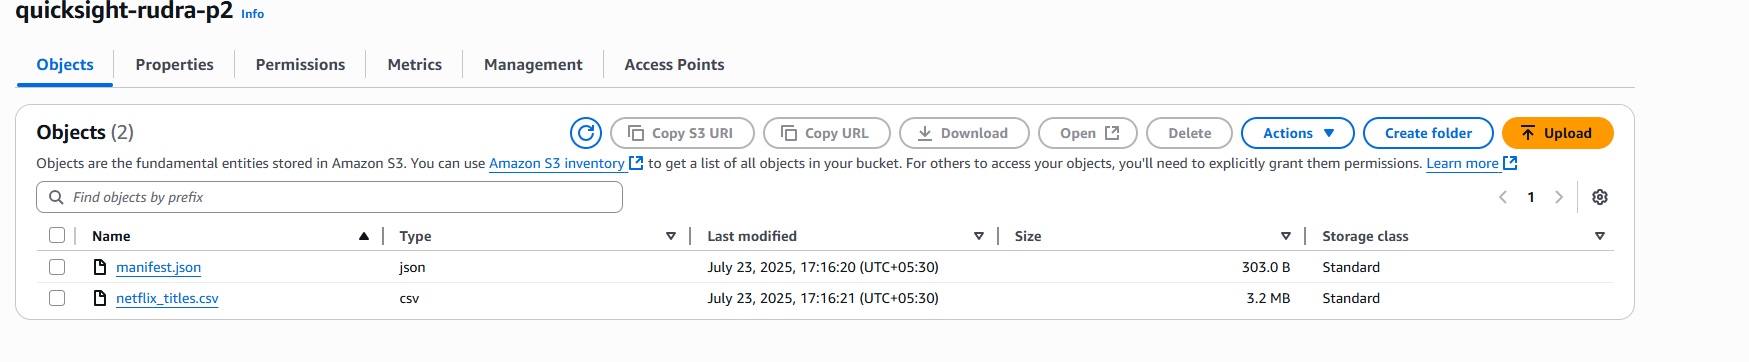 quicksight-rudra-p2 Info
Objects Properties Permissions Metrics Management Access Points
Objects (2) Copy S3 URI Copy URL Download Open Delete Actions Create folder Upload
Objects are the fundamental entities stored in Amazon S3. You can use Amazon S3 inventory to get a list of all objects in your bucket. For others to access your objects, you'll need to explicitly grant them permissions. Learn more
Find objects by prefix 1
Name Type Last modified Size Storage class
manifest.json json July 23, 2025, 17:16:20 (UTC+05:30) 303.0 B Standard
netflix_titles.csv csv July 23, 2025, 17:16:21 (UTC+05:30) 3.2 MB Standard